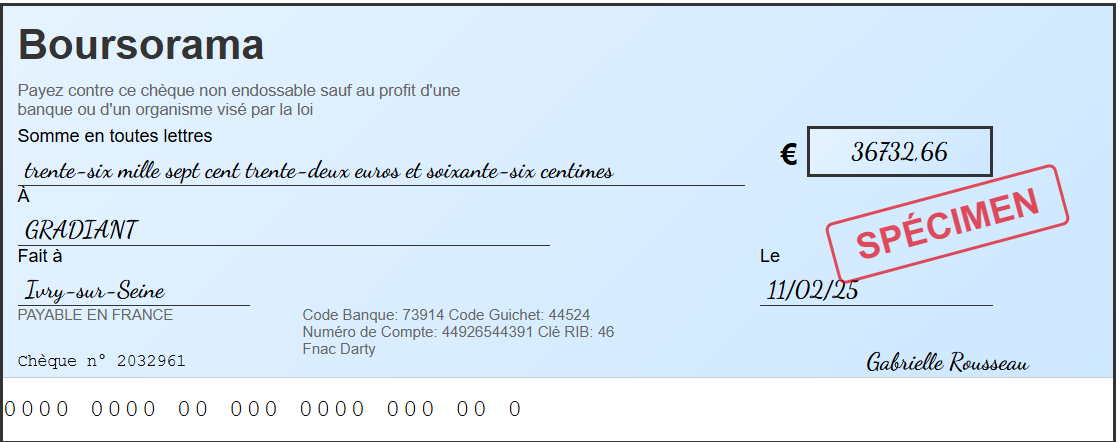 Boursorama
Payez contre ce chèque non endossable sauf au profit d'une
banque ou d'un organisme visé par la loi
Somme en toutes lettres
€ 36732.66
trente-six mille sept cent trente-deux euros et soixante-six centimes
À
GRADIANT
SPÉCIMEN
Fait à
Le
Ivry-sur-Seine
11/02/25
PAYABLE EN FRANCE
Code Banque: 73914 Code Guichet: 44524
Numéro de Compte: 44926544391 Clé RIB: 46
Fnac Darty
Chèque n° 2032961
Gabrielle Rousseau
0000 0000 00 000 0000 000 00 0